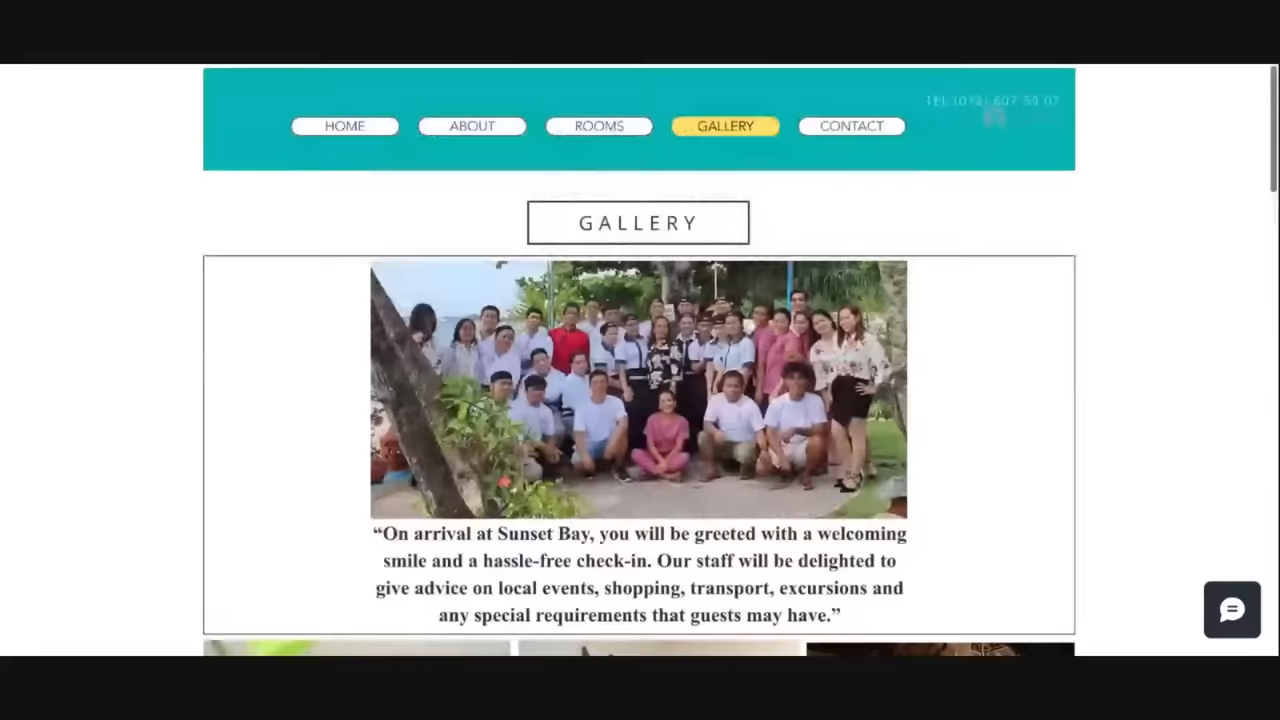 HOME ABOUT ROOMS GALLERY CONTACT
GALLERY
“On arrival at Sunset Bay, you will be greeted with a welcoming
smile and a hassle-free check-in. Our staff will be delighted to
give advice on local events, shopping, transport, excursions and
any special requirements that guests may have.”